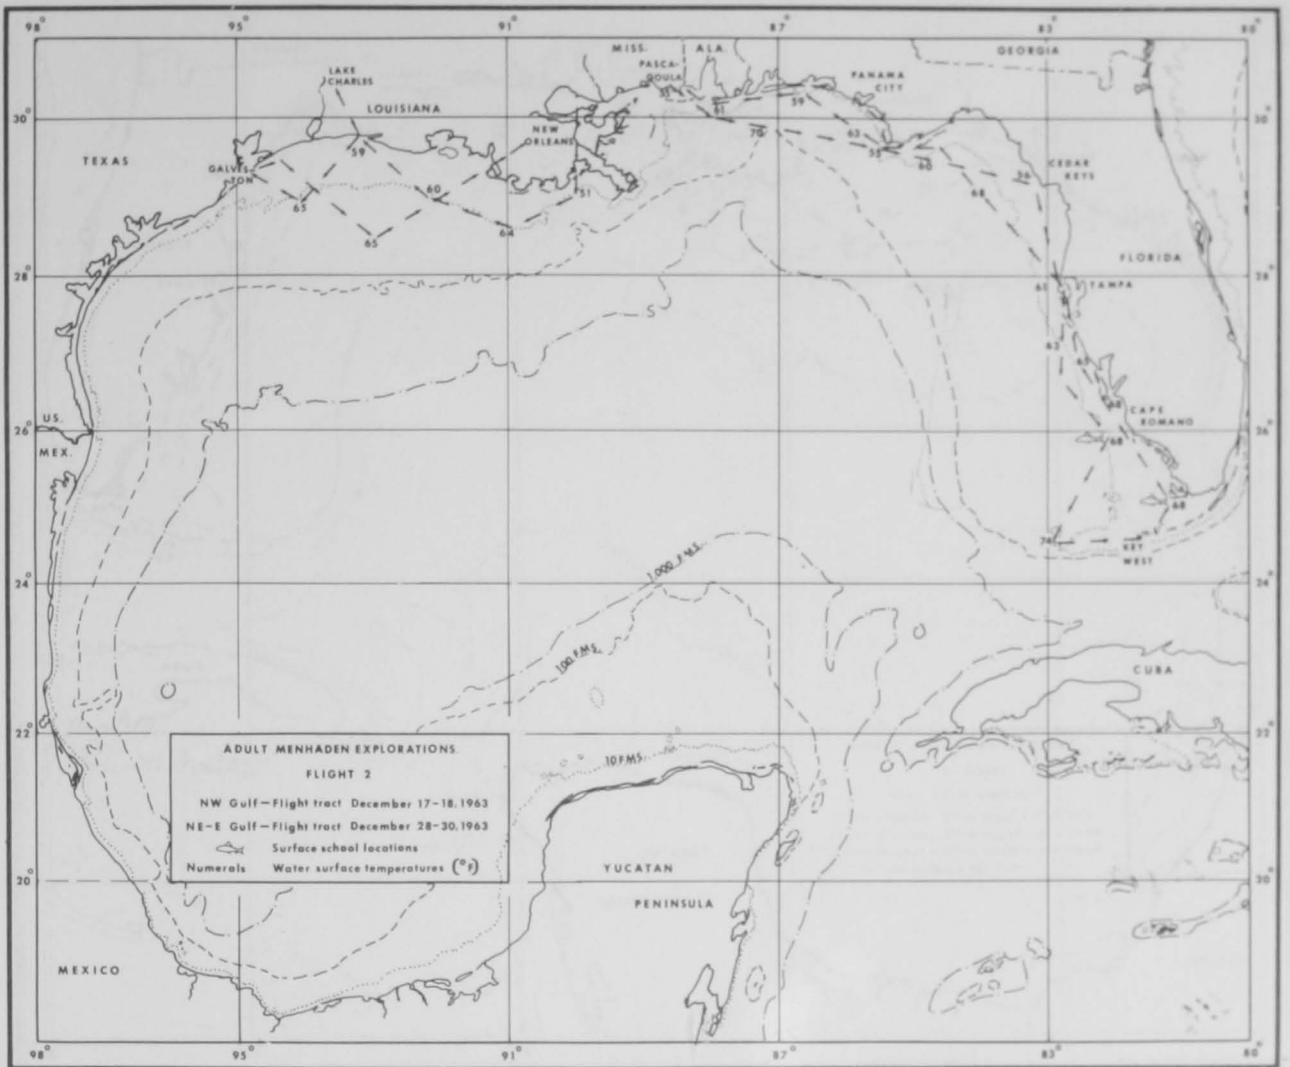 98° 95° 91° 87° 83° 80°
MISS. ALA. GEORGIA
PASCA-
GOULA
PANAMA
CITY
LAKE
CHARLES
LOUISIANA
30° 30°
61 59
NEW
ORLEANS
70 63
TEXAS
59 55 60
GALVES-
TON
CEDAR
KEYS
56
65 60 51 68
65 64
FLORIDA
28° 28°
61 TAMPA
63
65
68 CAPE
ROMANO
US. 26° 26°
MEX.
68
68
74 KEY
WEST
24° 24°
1,000 FMS
100 FMS
CUBA
22° 22°
10 FMS
ADULT MENHADEN EXPLORATIONS
FLIGHT 2
NW Gulf—Flight tract December 17-18, 1963
NE-E Gulf—Flight tract December 28-30, 1963
Surface school locations
Numerals Water surface temperatures (°F)
20° 20°
YUCATAN
PENINSULA
MEXICO
98° 95° 91° 87° 83° 80°